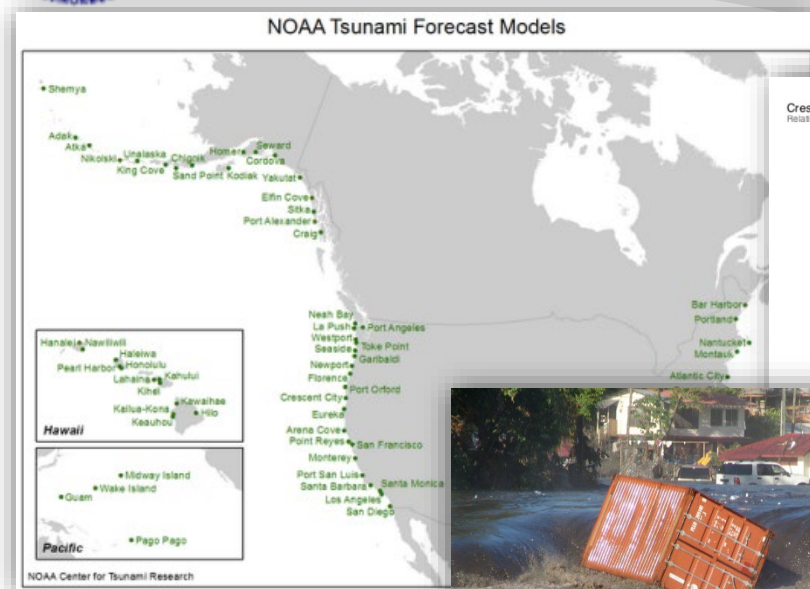 NOAA Tsunami Forecast Models
Shemya
Adak
Atka
Nikolski
Unalaska
King Cove
Chignik
Sand Point
Kodiak
Homer
Seward
Cordova
Yakutat
Elfin Cove
Sitka
Port Alexander
Craig
Neah Bay
La Push
Port Angeles
Westport
Toke Point
Seaside
Garibaldi
Newport
Florence
Port Orford
Crescent City
Eureka
Arena Cove
Point Reyes
San Francisco
Monterey
Port San Luis
Santa Barbara
Santa Monica
Los Angeles
San Diego
Bar Harbor
Portland
Nantucket
Montauk
Atlantic City
Hanalei
Nawiliwili
Haleiwa
Honolulu
Pearl Harbor
Kahului
Lahaina
Kihei
Kawaihae
Kailua-Kona
Hilo
Keauhou
Hawaii
Midway Island
Wake Island
Guam
Pago Pago
Pacific
NOAA Center for Tsunami Research
Cres
Relati